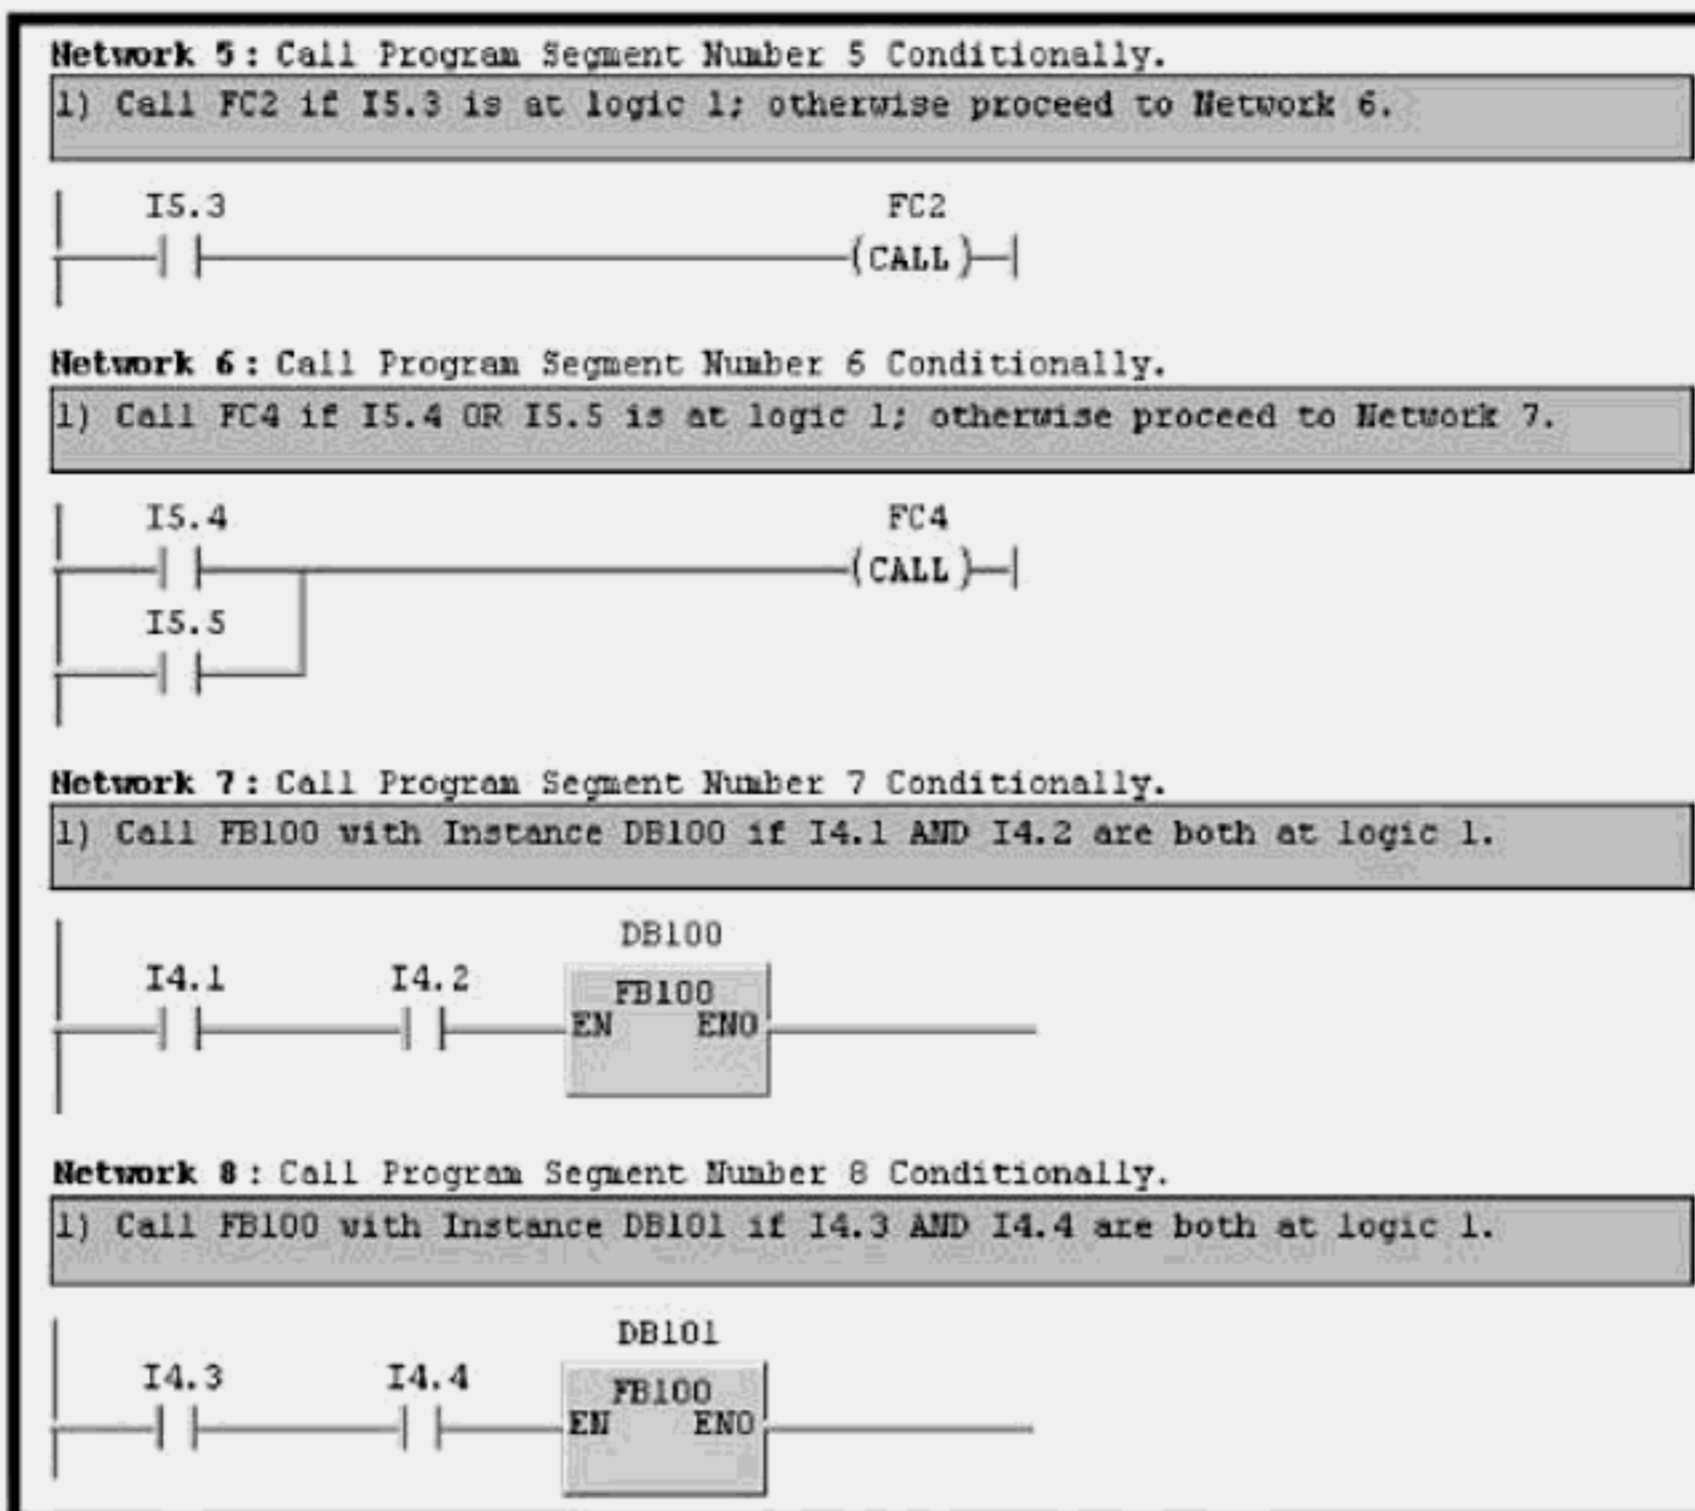 Network 5: Call Program Segment Number 5 Conditionally.
1) Call FC2 if I5.3 is at logic 1; otherwise proceed to Network 6.
I5.3 FC2
(CALL)
Network 6: Call Program Segment Number 6 Conditionally.
1) Call FC4 if I5.4 OR I5.5 is at logic 1; otherwise proceed to Network 7.
I5.4 FC4
(CALL)
I5.5
Network 7: Call Program Segment Number 7 Conditionally.
1) Call FB100 with Instance DB100 if I4.1 AND I4.2 are both at logic 1.
DB100
I4.1 I4.2 FB100
EN ENO
Network 8: Call Program Segment Number 8 Conditionally.
1) Call FB100 with Instance DB101 if I4.3 AND I4.4 are both at logic 1.
DB101
I4.3 I4.4 FB100
EN ENO